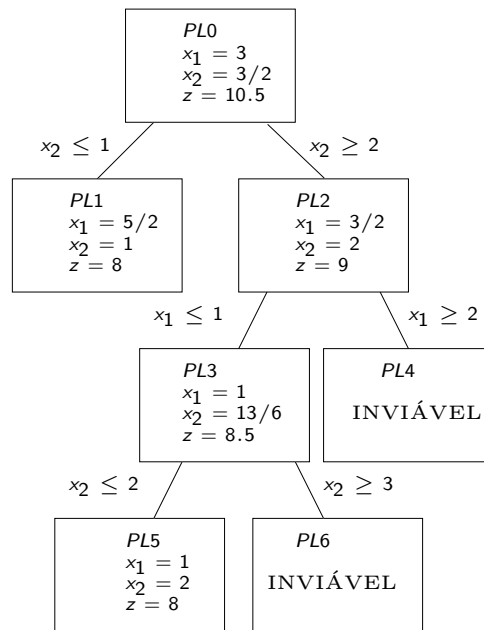 PL0
x1 = 3
x2 = 3/2
z = 10.5
x2 ≤ 1
x2 ≥ 2
PL1
x1 = 5/2
x2 = 1
z = 8
PL2
x1 = 3/2
x2 = 2
z = 9
x1 ≤ 1
x1 ≥ 2
PL3
x1 = 1
x2 = 13/6
z = 8.5
PL4
INVIÁVEL
x2 ≤ 2
x2 ≥ 3
PL5
x1 = 1
x2 = 2
z = 8
PL6
INVIÁVEL